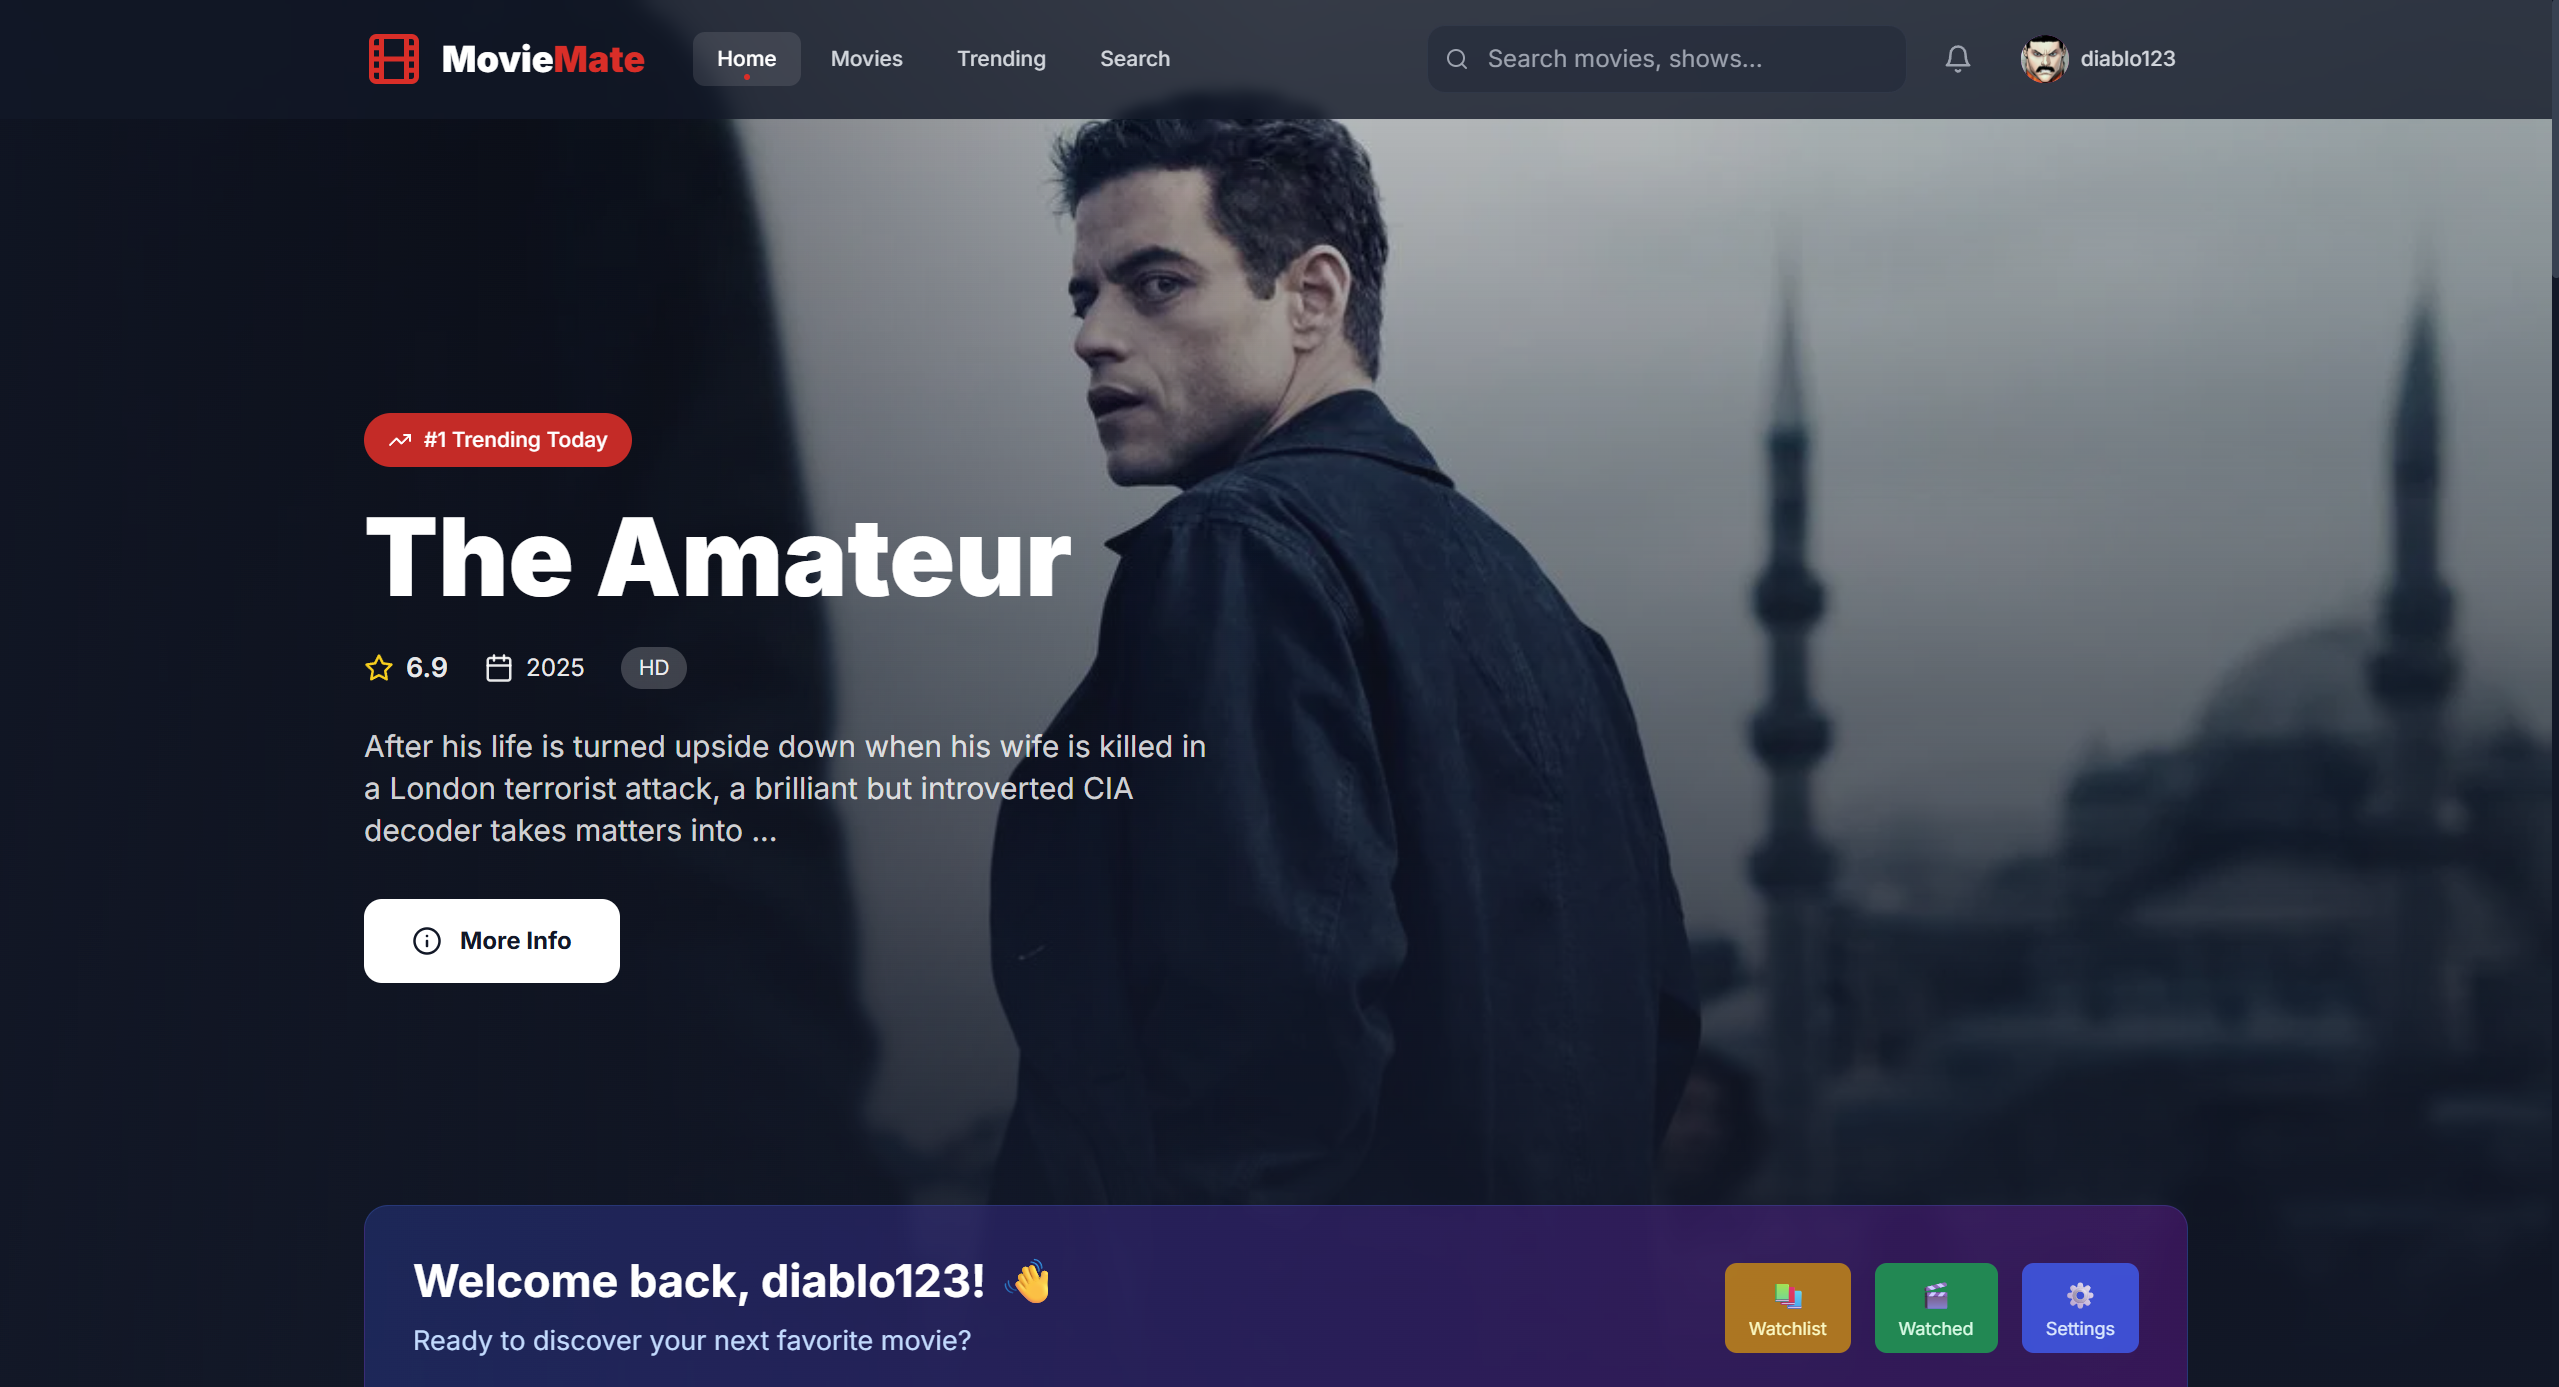 MovieMate
Home
Movies
Trending
Search
Search movies, shows...
diablo123
#1 Trending Today
The Amateur
6.9
2025
HD
After his life is turned upside down when his wife is killed in
a London terrorist attack, a brilliant but introverted CIA
decoder takes matters into ...
More Info
Welcome back, diablo123! 👋
Ready to discover your next favorite movie?
Watchlist
Watched
Settings